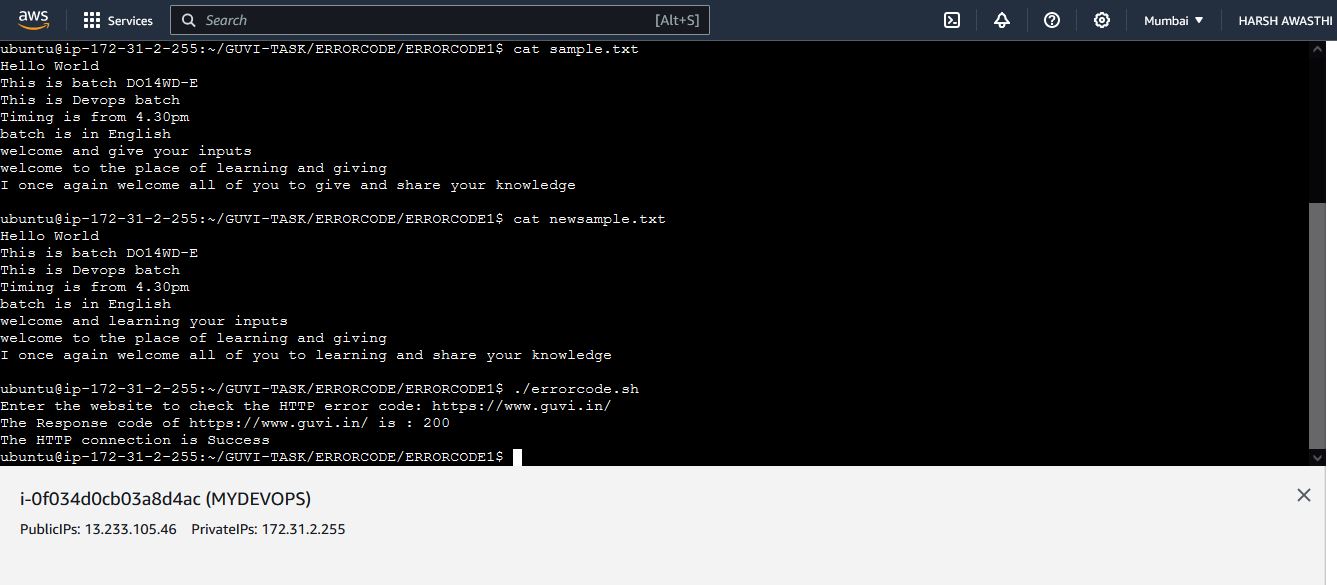 aws Services Search [Alt+S] Mumbai HARSH AWASTHI
ubuntu@ip-172-31-2-255:~/GUVI-TASK/ERRORCODE/ERRORCODE1$ cat sample.txt
Hello World
This is batch DO14WD-E
This is Devops batch
Timing is from 4.30pm
batch is in English
welcome and give your inputs
welcome to the place of learning and giving
I once again welcome all of you to give and share your knowledge
ubuntu@ip-172-31-2-255:~/GUVI-TASK/ERRORCODE/ERRORCODE1$ cat newsample.txt
Hello World
This is batch DO14WD-E
This is Devops batch
Timing is from 4.30pm
batch is in English
welcome and learning your inputs
welcome to the place of learning and giving
I once again welcome all of you to learning and share your knowledge
ubuntu@ip-172-31-2-255:~/GUVI-TASK/ERRORCODE/ERRORCODE1$ ./errorcode.sh
Enter the website to check the HTTP error code: https://www.guvi.in/
The Response code of https://www.guvi.in/ is : 200
The HTTP connection is Success
ubuntu@ip-172-31-2-255:~/GUVI-TASK/ERRORCODE/ERRORCODE1$
i-0f034d0cb03a8d4ac (MYDEVOPS)
PublicIPs: 13.233.105.46 PrivateIPs: 172.31.2.255